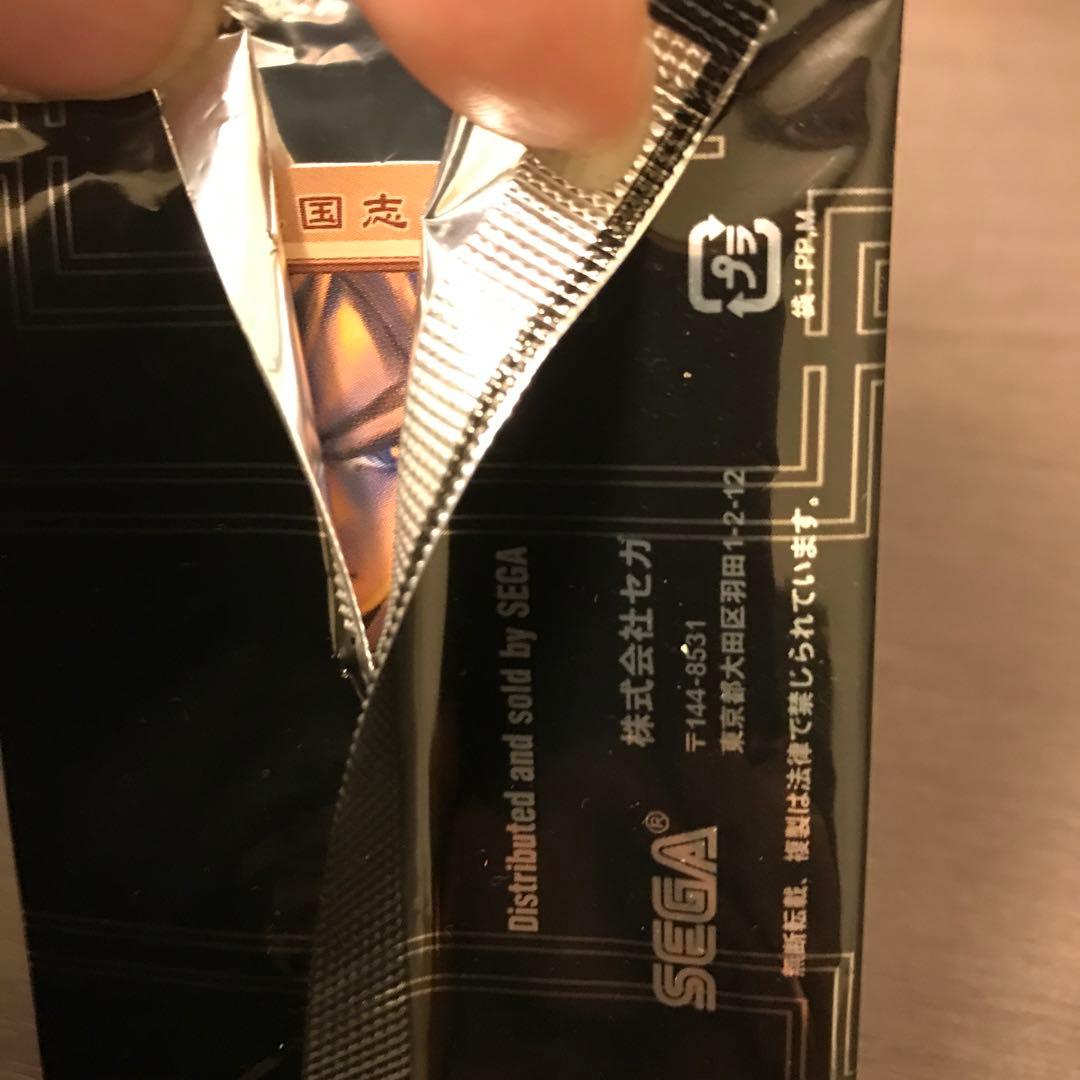 国志
プラ
袋：PP,M
Distributed and sold by SEGA
株式会社セガ
〒144-8531
東京都大田区羽田1-2-12
SEGA®
無断転載、複製は法律で禁じられています。